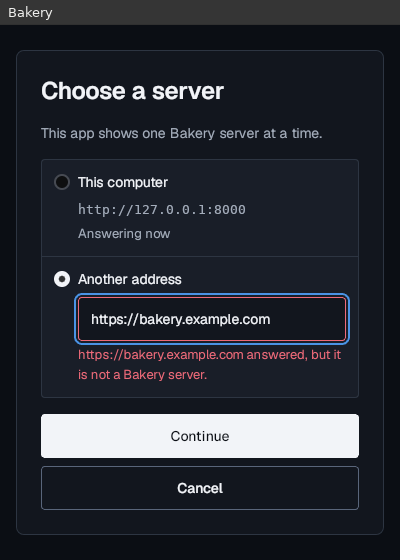 Bakery
Choose a server
This app shows one Bakery server at a time.
This computer
http://127.0.0.1:8000
Answering now
Another address
https://bakery.example.com
https://bakery.example.com answered, but it
is not a Bakery server.
Continue
Cancel